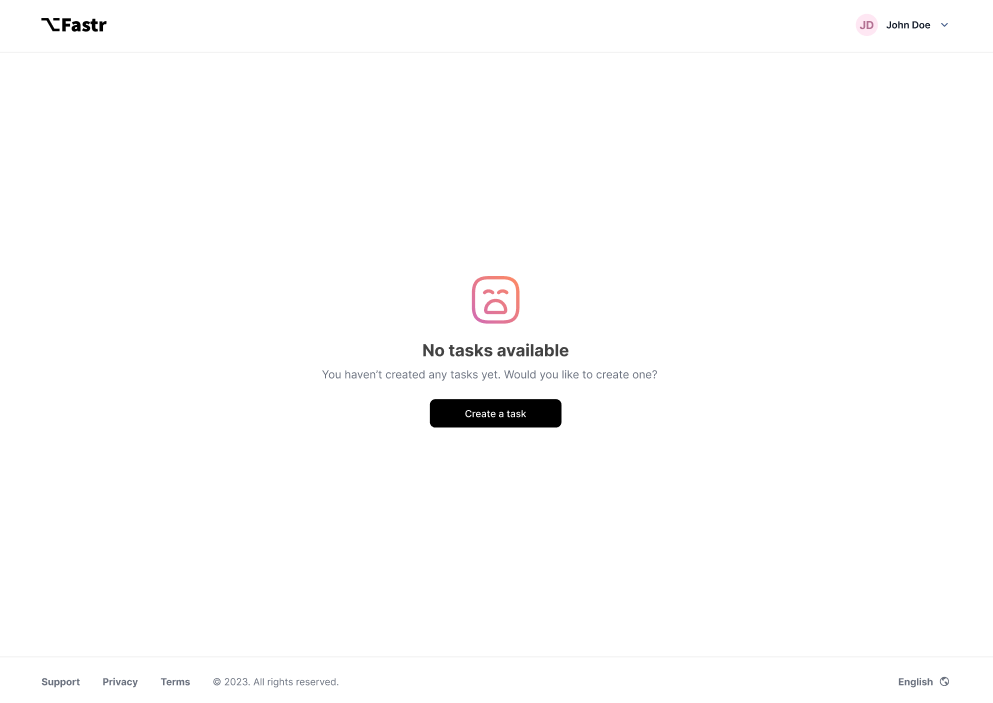 ⌥Fastr
JD John Doe
No tasks available
You haven't created any tasks yet. Would you like to create one?
Create a task
Support Privacy Terms © 2023. All rights reserved. English